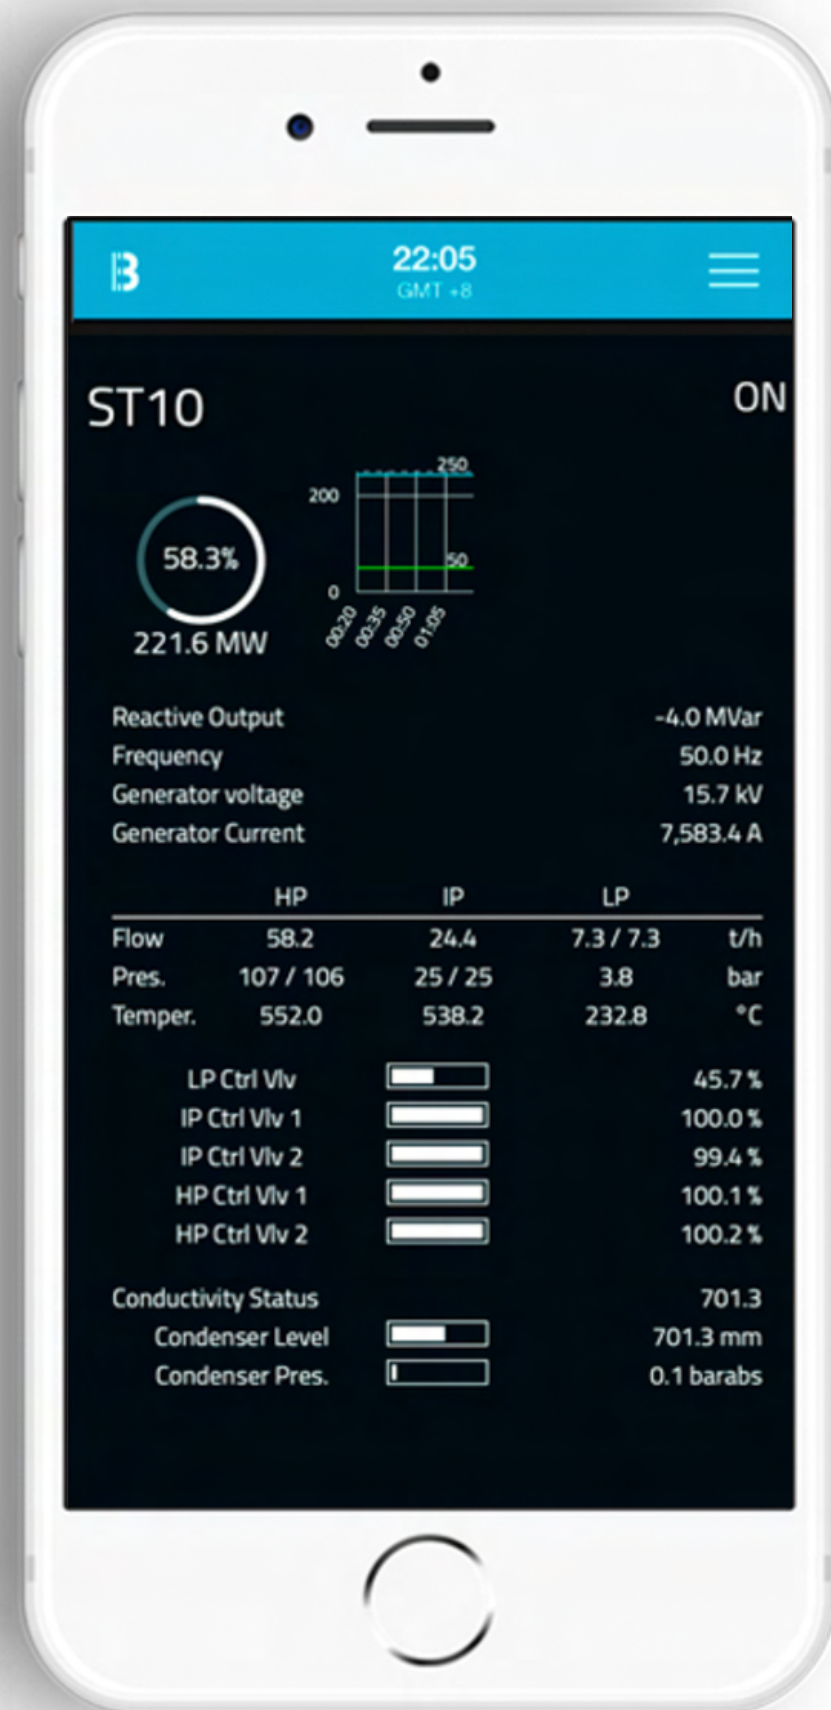 B
22:05
GMT +8
ST10
ON
58.3%
221.6 MW
250
200
50
0
00:20
00:35
00:50
01:05
Reactive Output -4.0 MVar
Frequency 50.0 Hz
Generator voltage 15.7 kV
Generator Current 7,583.4 A
HP IP LP
Flow 58.2 24.4 7.3 / 7.3 t/h
Pres. 107 / 106 25 / 25 3.8 bar
Temper. 552.0 538.2 232.8 °C
LP Ctrl Vlv 45.7 %
IP Ctrl Vlv 1 100.0 %
IP Ctrl Vlv 2 99.4 %
HP Ctrl Vlv 1 100.1 %
HP Ctrl Vlv 2 100.2 %
Conductivity Status 701.3
Condenser Level 701.3 mm
Condenser Pres. 0.1 barabs